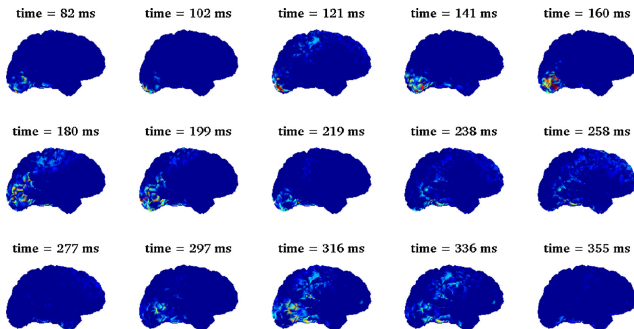 time = 82 ms
time = 102 ms
time = 121 ms
time = 141 ms
time = 160 ms
time = 180 ms
time = 199 ms
time = 219 ms
time = 238 ms
time = 258 ms
time = 277 ms
time = 297 ms
time = 316 ms
time = 336 ms
time = 355 ms